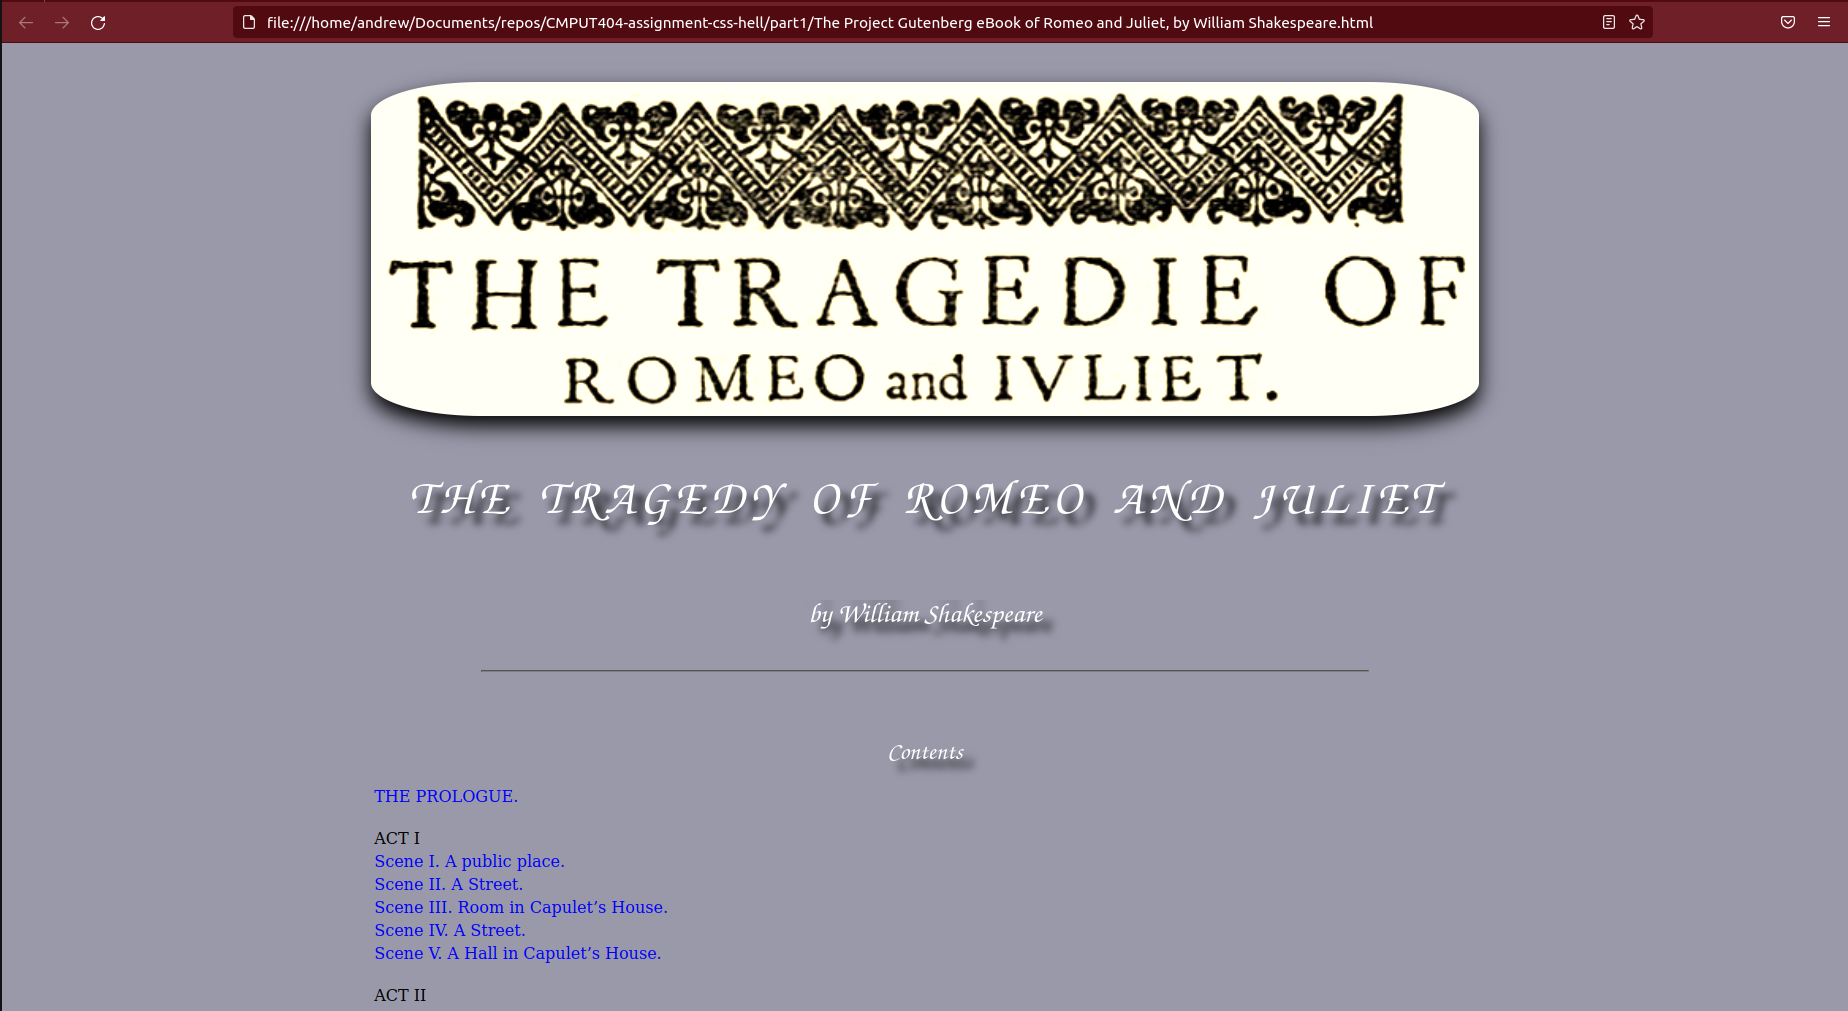 file:///home/andrew/Documents/repos/CMPUT404-assignment-css-hell/part1/The Project Gutenberg eBook of Romeo and Juliet, by William Shakespeare.html
THE TRAGEDIE OF
ROMEO and IVLIET.
THE TRAGEDY OF ROMEO AND JULIET
by William Shakespeare
Contents
THE PROLOGUE.
ACT I
Scene I. A public place.
Scene II. A Street.
Scene III. Room in Capulet’s House.
Scene IV. A Street.
Scene V. A Hall in Capulet’s House.
ACT II